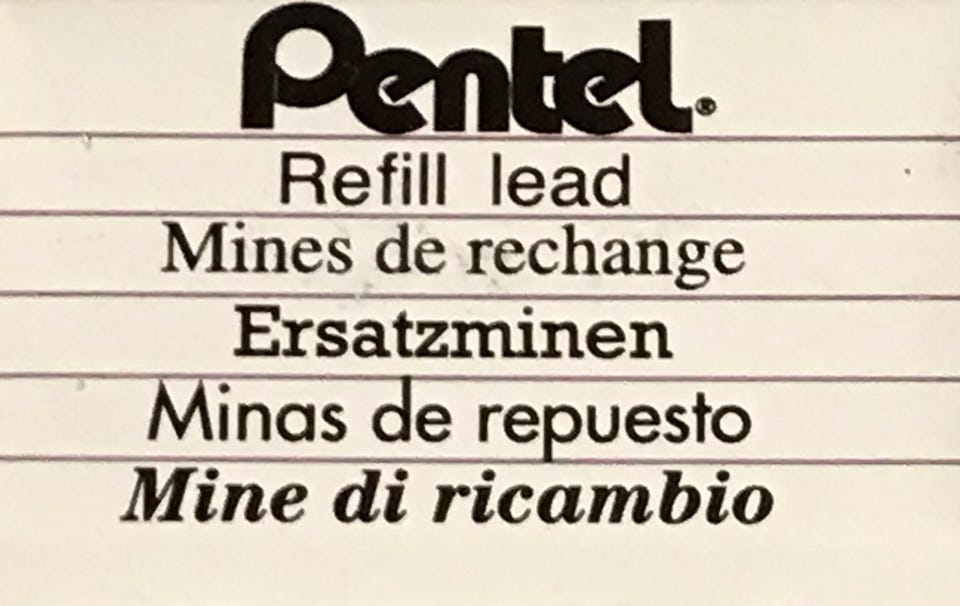 Pentel®
Refill lead
Mines de rechange
Ersatzminen
Minas de repuesto
Mine di ricambio